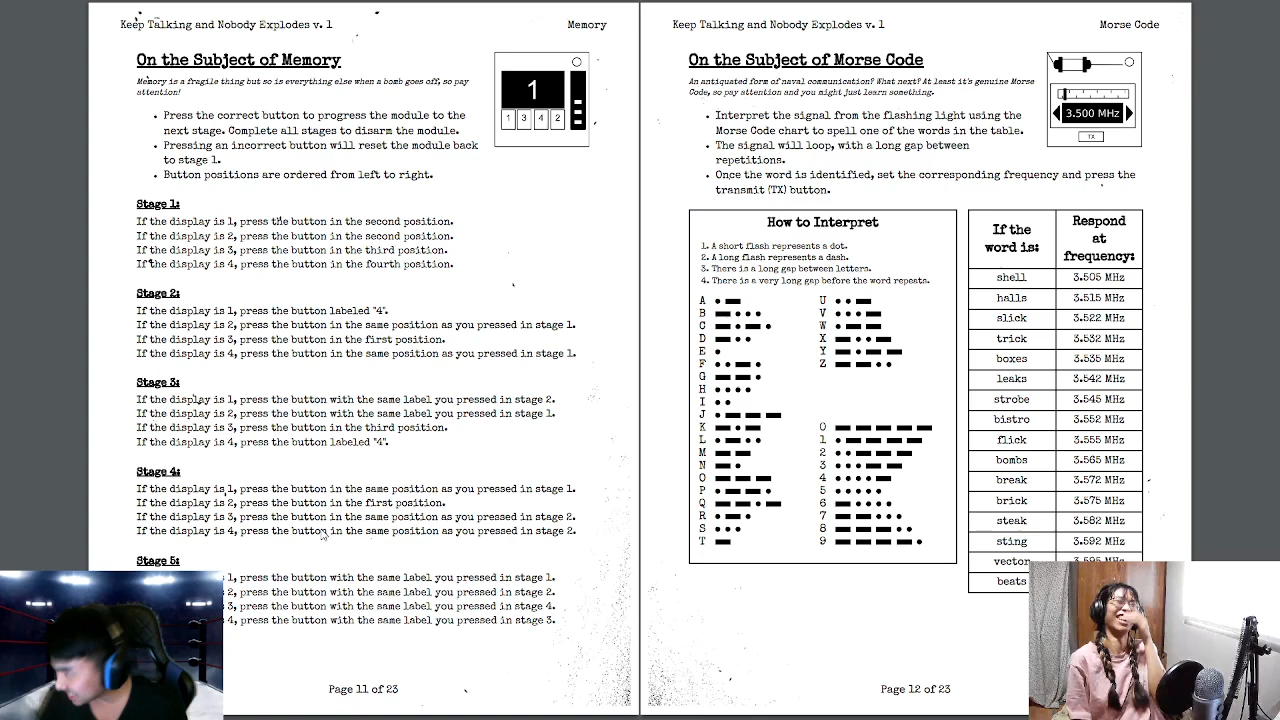 Keep Talking and Nobody Explodes v. 1
Memory
On the Subject of Memory
Memory is a fragile thing but so is everything else when a bomb goes off, so pay
attention!
1
1 3 4 2
• Press the correct button to progress the module to the
next stage. Complete all stages to disarm the module.
• Pressing an incorrect button will reset the module back
to stage 1.
• Button positions are ordered from left to right.
Stage 1:
If the display is 1, press the button in the second position.
If the display is 2, press the button in the second position.
If the display is 3, press the button in the third position.
If the display is 4, press the button in the fourth position.
Stage 2:
If the display is 1, press the button labeled "4".
If the display is 2, press the button in the same position as you pressed in stage 1.
If the display is 3, press the button in the first position.
If the display is 4, press the button in the same position as you pressed in stage 1.
Stage 3:
If the display is 1, press the button with the same label you pressed in stage 2.
If the display is 2, press the button with the same label you pressed in stage 1.
If the display is 3, press the button in the third position.
If the display is 4, press the button labeled "4".
Stage 4:
If the display is 1, press the button in the same position as you pressed in stage 1.
If the display is 2, press the button in the first position.
If the display is 3, press the button in the same position as you pressed in stage 2.
If the display is 4, press the button in the same position as you pressed in stage 2.
Stage 5:
1, press the button with the same label you pressed in stage 1.
2, press the button with the same label you pressed in stage 2.
3, press the button with the same label you pressed in stage 4.
4, press the button with the same label you pressed in stage 3.
Page 11 of 23
Keep Talking and Nobody Explodes v. 1
Morse Code
On the Subject of Morse Code
An antiquated form of naval communication? What next? At least it's genuine Morse
Code, so pay attention and you might just learn something.
3.500 MHz
TX
• Interpret the signal from the flashing light using the
Morse Code chart to spell one of the words in the table.
• The signal will loop, with a long gap between
repetitions.
• Once the word is identified, set the corresponding frequency and press the
transmit (TX) button.
How to Interpret
1. A short flash represents a dot.
2. A long flash represents a dash.
3. There is a long gap between letters.
4. There is a very long gap before the word repeats.
A
B
C
D
E
F
G
H
I
J
K
L
M
N
O
P
Q
R
S
T
U
V
W
X
Y
Z
0
1
2
3
4
5
6
7
8
9
If the word is: Respond at frequency:
shell 3.505 MHz
halls 3.515 MHz
slick 3.522 MHz
trick 3.532 MHz
boxes 3.535 MHz
leaks 3.542 MHz
strobe 3.545 MHz
bistro 3.552 MHz
flick 3.555 MHz
bombs 3.565 MHz
break 3.572 MHz
brick 3.575 MHz
steak 3.582 MHz
sting 3.592 MHz
vector 3.595 MHz
beats
Page 12 of 23